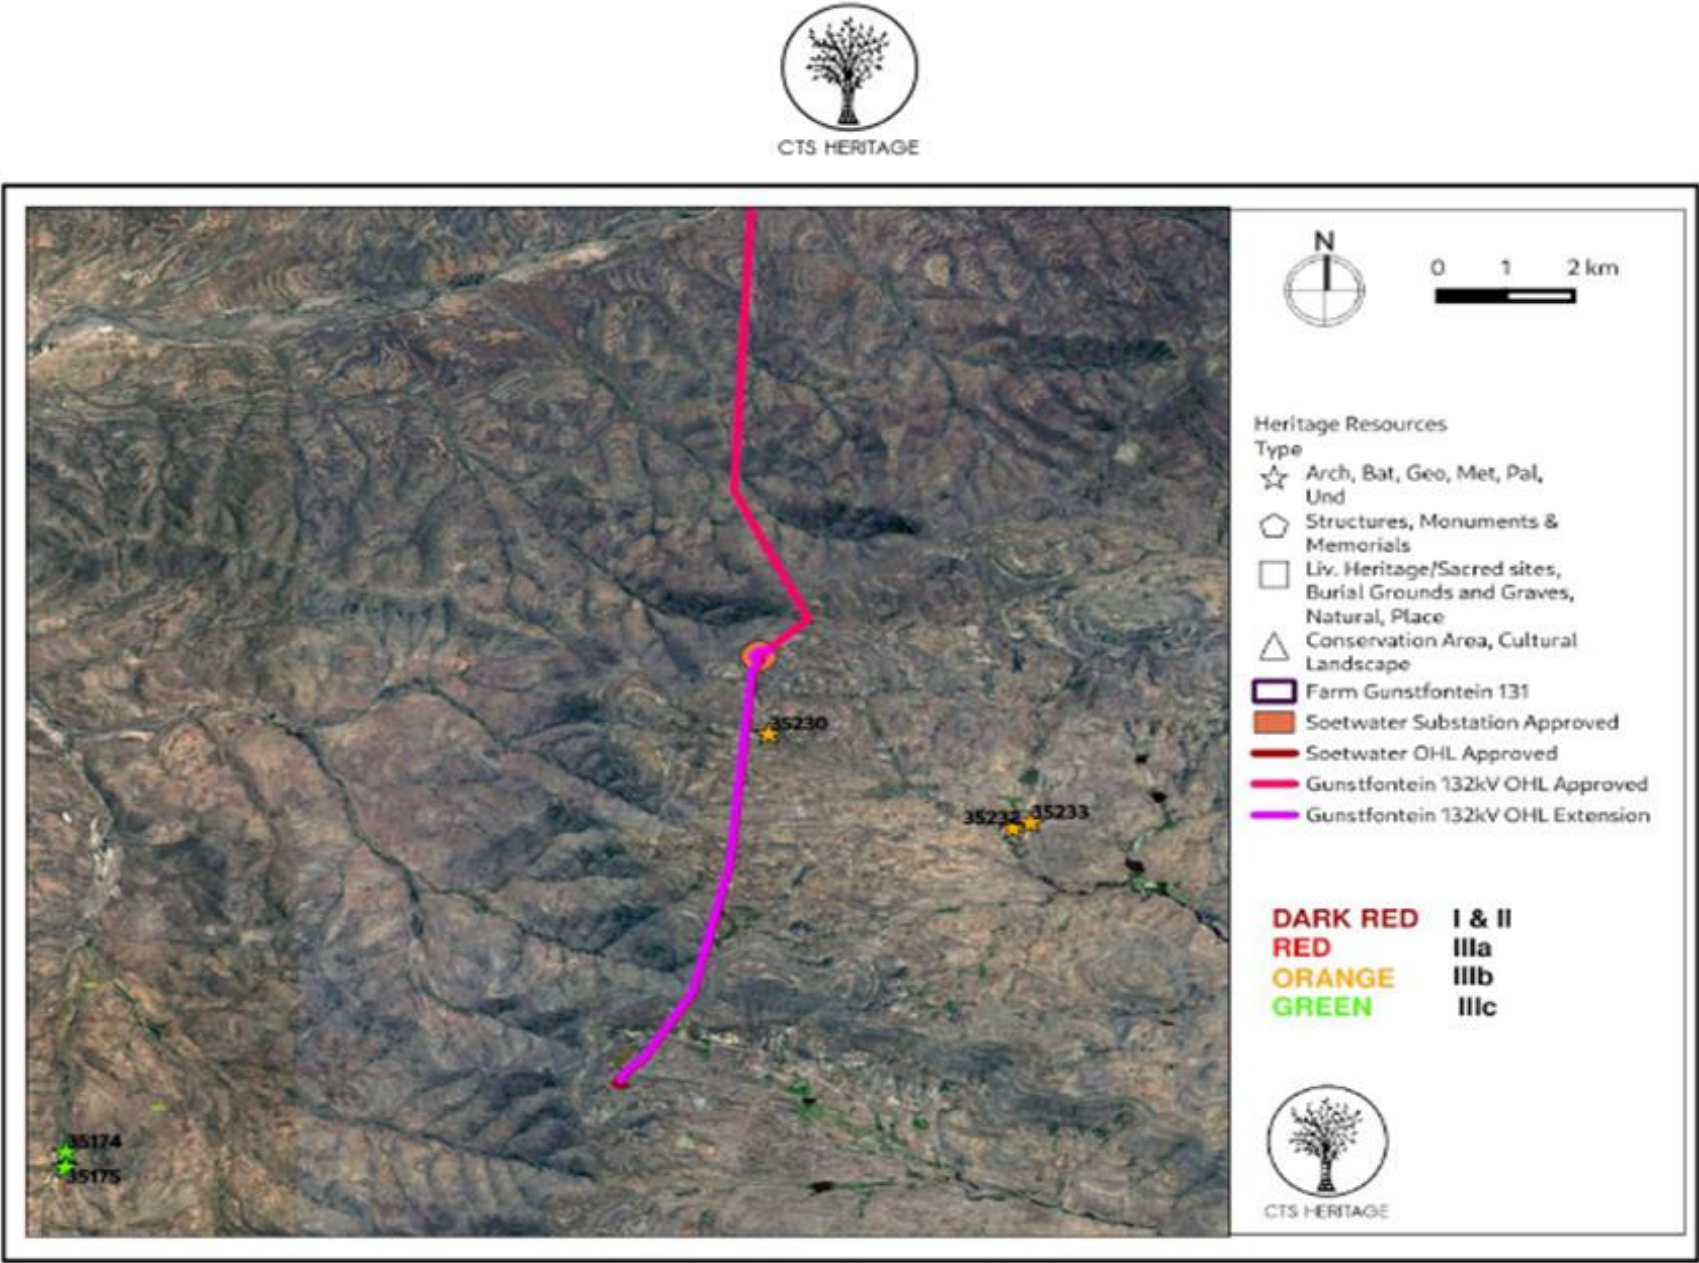 CTS HERITAGE
N
0 1 2 km
Heritage Resources
Type
Arch, Bat, Geo, Met, Pal,
Und
Structures, Monuments &
Memorials
Liv. Heritage/Sacred sites,
Burial Grounds and Graves,
Natural, Place
Conservation Area, Cultural
Landscape
Farm Gunstfontein 131
Soetwater Substation Approved
Soetwater OHL Approved
Gunstfontein 132kV OHL Approved
Gunstfontein 132kV OHL Extension
35230
35232 35233
35174
35175
DARK RED I & II
RED IIIa
ORANGE IIIb
GREEN IIIc
CTS HERITAGE